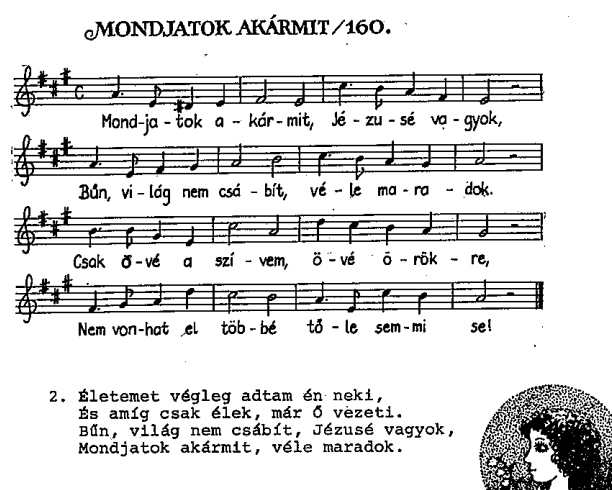 MONDJATOK AKÁRMIT/160.
Mond-ja-tok a-kár-mit, Jé-zu-sé va-gyok,
Bűn, vi-lág nem csá-bít, vé-le ma-ra-dok.
Csak ő-vé a szí-vem, ö-vé ö-rök-re,
Nem von-hat el töb-bé tő-le sem-mi se!
2. Életemet végleg adtam én neki,
És amíg csak élek, már Ő vezeti.
Bűn, világ nem csábít, Jézusé vagyok,
Mondjatok akármit, véle maradok.